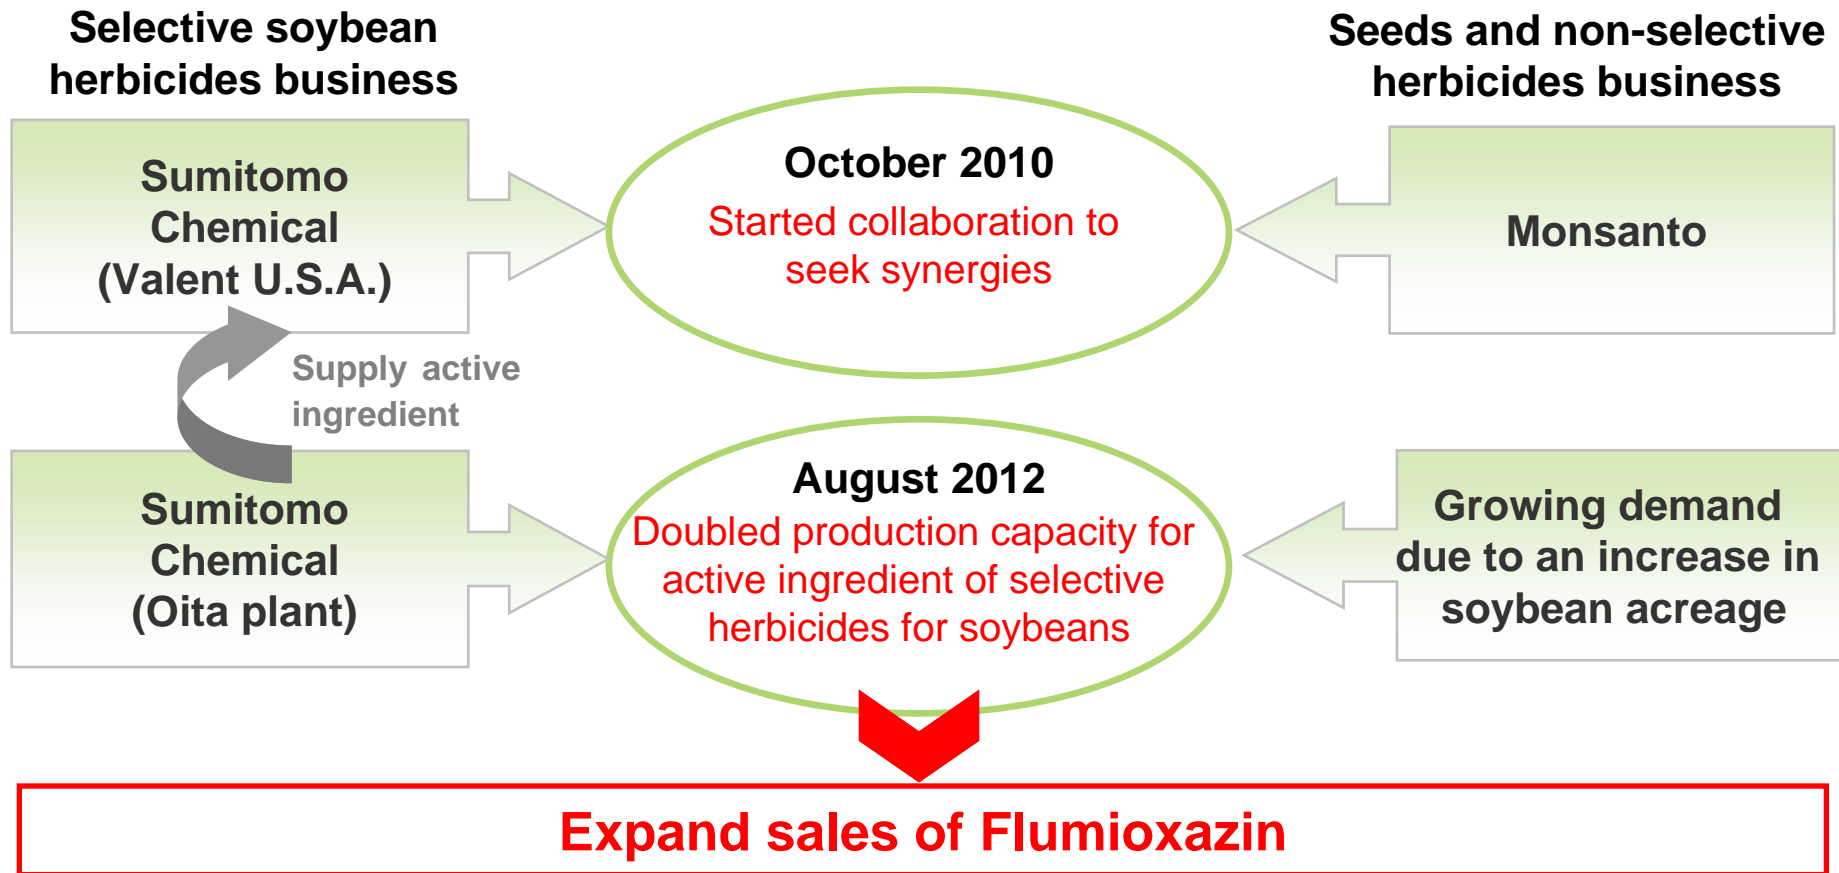 Selective soybean
herbicides business
Seeds and non-selective
herbicides business
Sumitomo
Chemical
(Valent U.S.A.)
October 2010
Started collaboration to
seek synergies
Monsanto
Supply active
ingredient
Sumitomo
Chemical
(Oita plant)
August 2012
Doubled production capacity for
active ingredient of selective
herbicides for soybeans
Growing demand
due to an increase in
soybean acreage
Expand sales of Flumioxazin